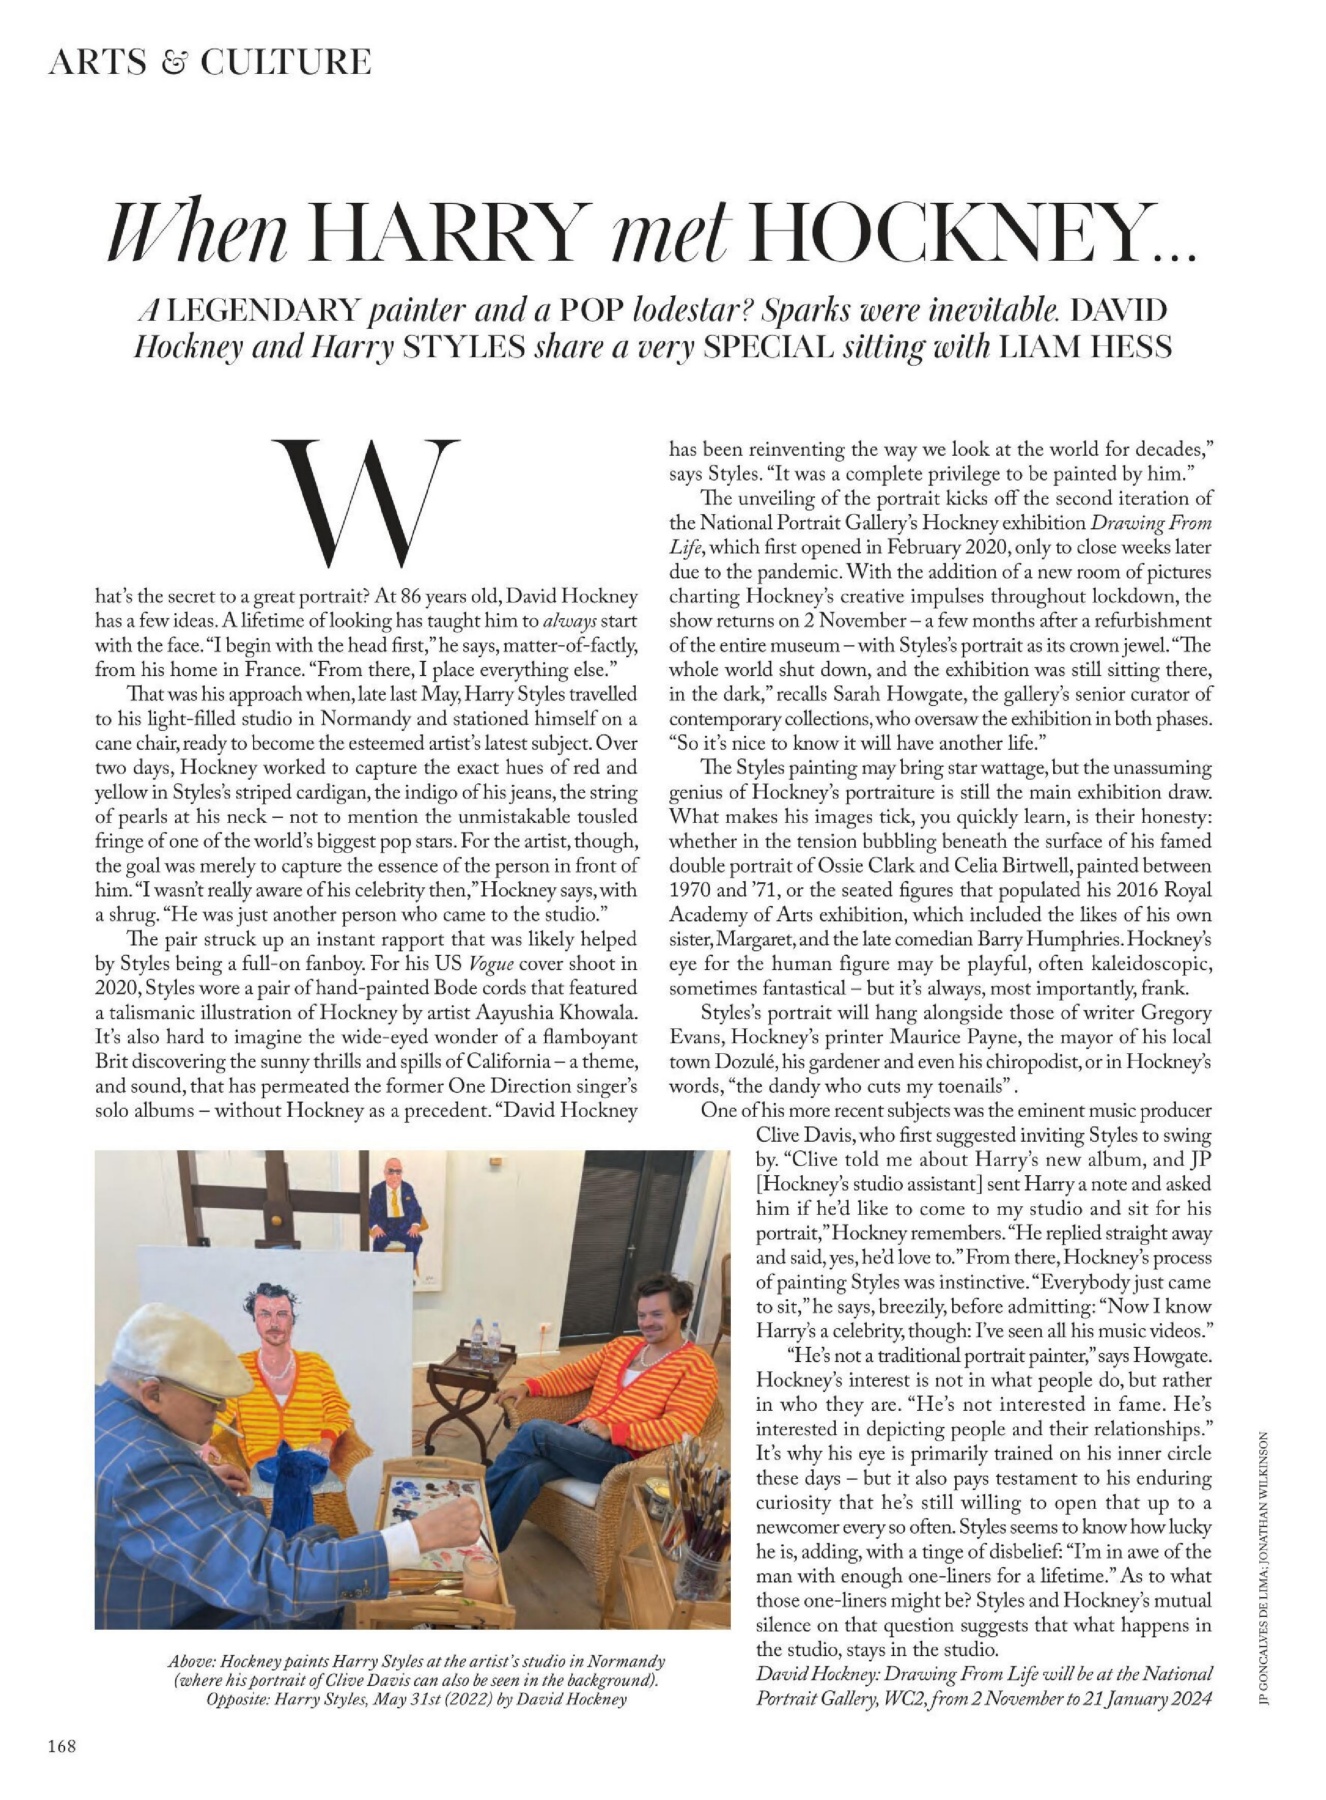 ARTS & CULTURE
When HARRY met HOCKNEY...
A LEGENDARY painter and a POP lodestar? Sparks were inevitable. DAVID
Hockney and Harry STYLES share a very SPECIAL sitting with LIAM HESS
W
hat's the secret to a great portrait? At 86 years old, David Hockney
has a few ideas. A lifetime of looking has taught him to always start
with the face. “I begin with the head first,” he says, matter-of-factly,
from his home in France. “From there, I place everything else.”
That was his approach when, late last May, Harry Styles travelled
to his light-filled studio in Normandy and stationed himself on a
cane chair, ready to become the esteemed artist's latest subject. Over
two days, Hockney worked to capture the exact hues of red and
yellow in Styles's striped cardigan, the indigo of his jeans, the string
of pearls at his neck – not to mention the unmistakable tousled
fringe of one of the world's biggest pop stars. For the artist, though,
the goal was merely to capture the essence of the person in front of
him. “I wasn't really aware of his celebrity then,” Hockney says, with
a shrug. “He was just another person who came to the studio.”
The pair struck up an instant rapport that was likely helped
by Styles being a full-on fanboy. For his US Vogue cover shoot in
2020, Styles wore a pair of hand-painted Bode cords that featured
a talismanic illustration of Hockney by artist Aayushia Khowala.
It's also hard to imagine the wide-eyed wonder of a flamboyant
Brit discovering the sunny thrills and spills of California – a theme,
and sound, that has permeated the former One Direction singer's
solo albums – without Hockney as a precedent. “David Hockney
has been reinventing the way we look at the world for decades,”
says Styles. “It was a complete privilege to be painted by him.”
The unveiling of the portrait kicks off the second iteration of
the National Portrait Gallery's Hockney exhibition Drawing From
Life, which first opened in February 2020, only to close weeks later
due to the pandemic. With the addition of a new room of pictures
charting Hockney's creative impulses throughout lockdown, the
show returns on 2 November – a few months after a refurbishment
of the entire museum – with Styles's portrait as its crown jewel. “The
whole world shut down, and the exhibition was still sitting there,
in the dark,” recalls Sarah Howgate, the gallery's senior curator of
contemporary collections, who oversaw the exhibition in both phases.
“So it's nice to know it will have another life.”
The Styles painting may bring star wattage, but the unassuming
genius of Hockney's portraiture is still the main exhibition draw.
What makes his images tick, you quickly learn, is their honesty:
whether in the tension bubbling beneath the surface of his famed
double portrait of Ossie Clark and Celia Birtwell, painted between
1970 and '71, or the seated figures that populated his 2016 Royal
Academy of Arts exhibition, which included the likes of his own
sister, Margaret, and the late comedian Barry Humphries. Hockney's
eye for the human figure may be playful, often kaleidoscopic,
sometimes fantastical – but it's always, most importantly, frank.
Styles's portrait will hang alongside those of writer Gregory
Evans, Hockney's printer Maurice Payne, the mayor of his local
town Dozulé, his gardener and even his chiropodist, or in Hockney's
words, “the dandy who cuts my toenails” .
One of his more recent subjects was the eminent music producer
Clive Davis, who first suggested inviting Styles to swing
by. “Clive told me about Harry's new album, and JP
[Hockney's studio assistant] sent Harry a note and asked
him if he'd like to come to my studio and sit for his
portrait,” Hockney remembers. “He replied straight away
and said, yes, he'd love to.” From there, Hockney's process
of painting Styles was instinctive. “Everybody just came
to sit,” he says, breezily, before admitting: “Now I know
Harry's a celebrity, though: I've seen all his music videos.”
“He's not a traditional portrait painter,” says Howgate.
Hockney's interest is not in what people do, but rather
in who they are. “He's not interested in fame. He's
interested in depicting people and their relationships.”
It's why his eye is primarily trained on his inner circle
these days – but it also pays testament to his enduring
curiosity that he's still willing to open that up to a
newcomer every so often. Styles seems to know how lucky
he is, adding, with a tinge of disbelief: “I'm in awe of the
man with enough one-liners for a lifetime.” As to what
those one-liners might be? Styles and Hockney's mutual
silence on that question suggests that what happens in
the studio, stays in the studio.
David Hockney: Drawing From Life will be at the National
Portrait Gallery, WC2, from 2 November to 21 January 2024
Above: Hockney paints Harry Styles at the artist's studio in Normandy
(where his portrait of Clive Davis can also be seen in the background).
Opposite: Harry Styles, May 31st (2022) by David Hockney
JP GONCALVES DE LIMA; JONATHAN WILKINSON
168